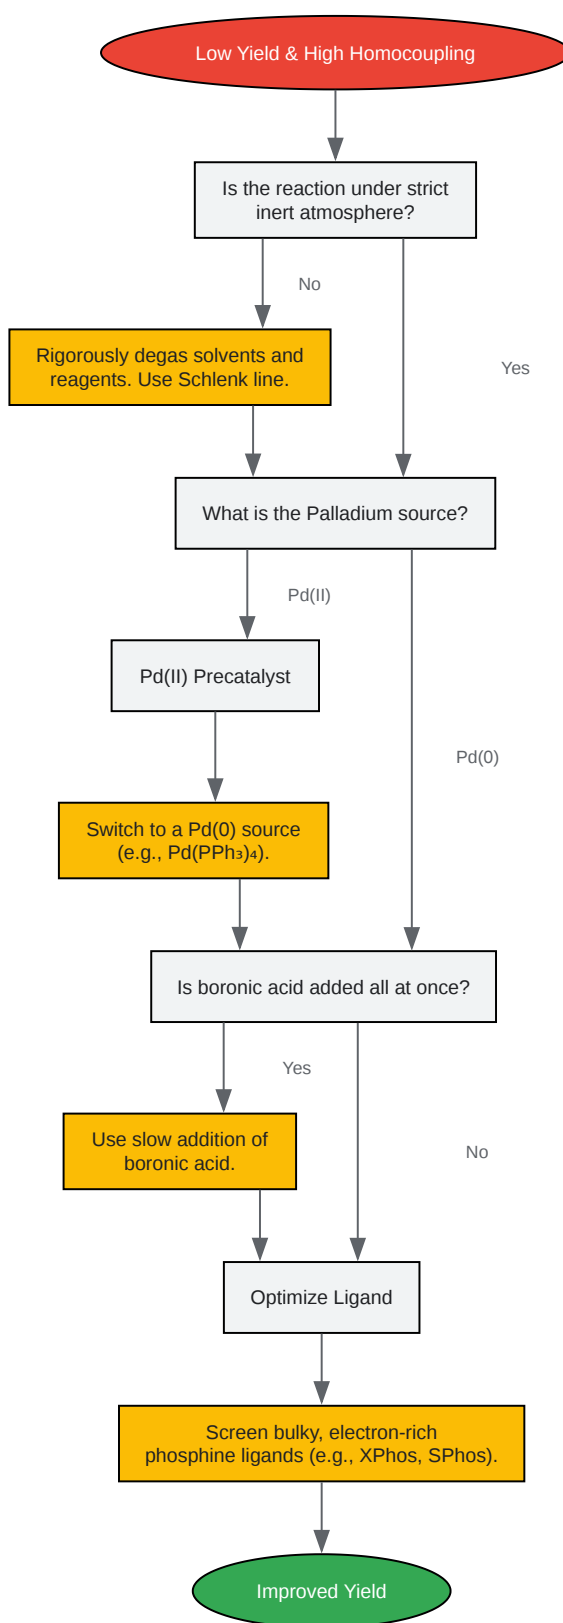 Low Yield & High Homocoupling
Is the reaction under strict
inert atmosphere?
No
Rigorously degas solvents and
reagents. Use Schlenk line.
Yes
What is the Palladium source?
Pd(II)
Pd(II) Precatalyst
Pd(0)
Switch to a Pd(0) source
(e.g., Pd(PPh₃)₄).
Is boronic acid added all at once?
Yes
Use slow addition of
boronic acid.
No
Optimize Ligand
Screen bulky, electron-rich
phosphine ligands (e.g., XPhos, SPhos).
Improved Yield